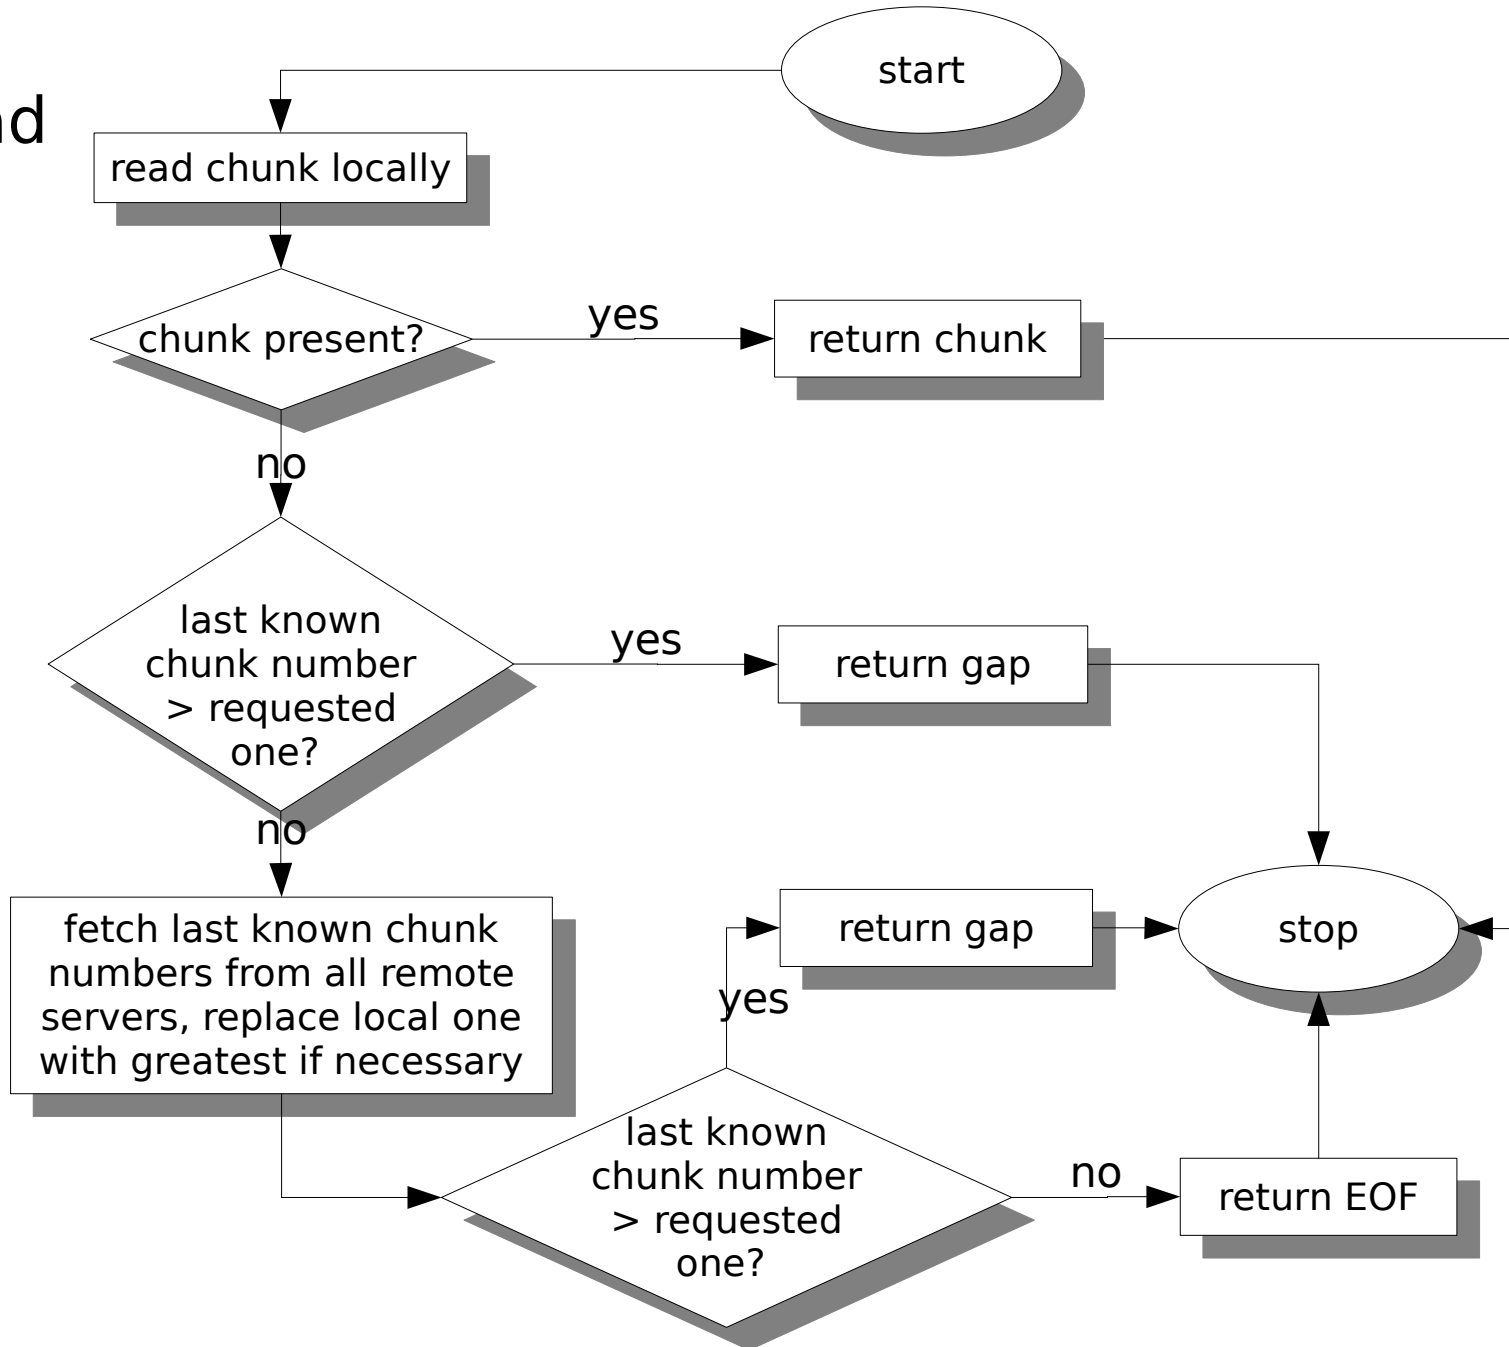 start
nd
read chunk locally
chunk present?
yes
return chunk
no
last known
chunk number
> requested
one?
yes
return gap
no
fetch last known chunk
numbers from all remote
servers, replace local one
with greatest if necessary
yes
return gap
stop
last known
chunk number
> requested
one?
no
return EOF